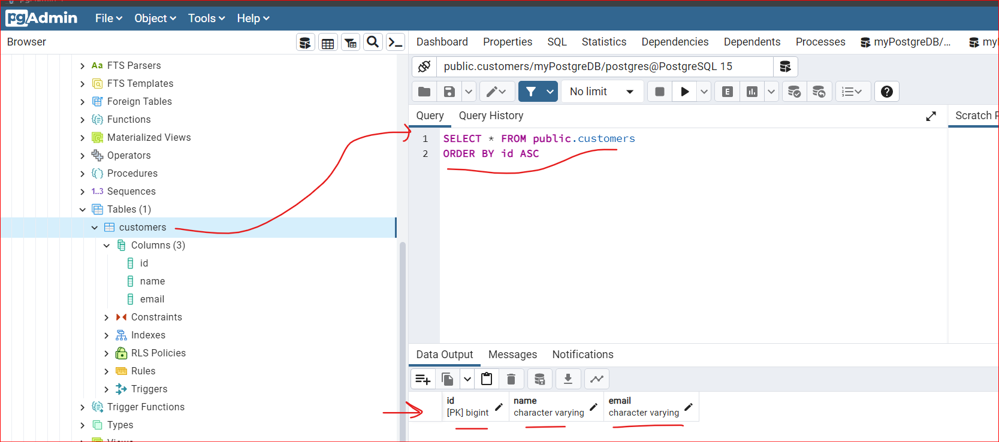 pgAdmin File Object Tools Help
Browser
Dashboard Properties SQL Statistics Dependencies Dependents Processes myPostgreDB/...
public.customers/myPostgreDB/postgres@PostgreSQL 15
No limit
E
Query Query History
Scratch
1 SELECT * FROM public.customers
2 ORDER BY id ASC
Aa FTS Parsers
FTS Templates
Foreign Tables
Functions
Materialized Views
Operators
Procedures
1..3 Sequences
Tables (1)
customers
Columns (3)
id
name
email
Constraints
Indexes
RLS Policies
Rules
Triggers
Trigger Functions
Types
Data Output Messages Notifications
id name email
[PK] bigint character varying character varying